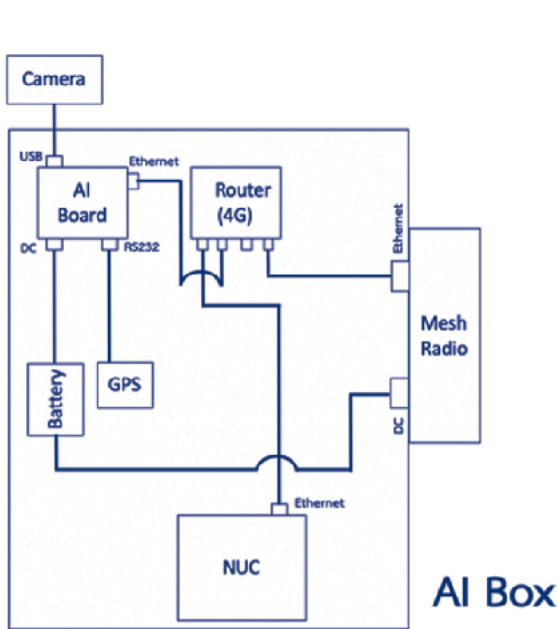 Camera
USB
Ethernet
AI
Board
Router
(4G)
DC
RS232
Ethernet
Mesh
Radio
Battery
GPS
DC
Ethernet
NUC
AI Box